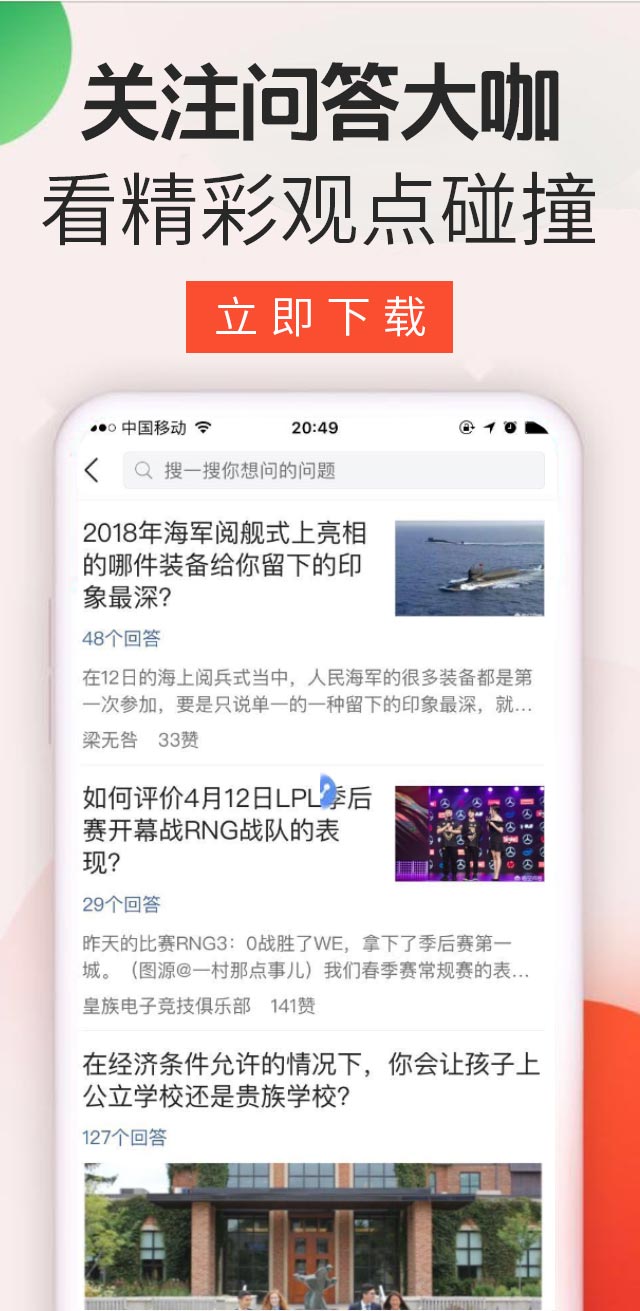 关注问答大咖
看精彩观点碰撞
立即下载
中国移动
20:49
搜一搜你想问的问题
2018年海军阅舰式上亮相
的哪件装备给你留下的印
象最深?
48个回答
在12日的海上阅兵式当中，人民海军的很多装备都是第
一次参加，要是只说单一的一种留下的印象最深，就...
梁无咎 33赞
如何评价4月12日LPL季后
赛开幕战RNG战队的表
现?
29个回答
昨天的比赛RNG3：0战胜了WE，拿下了季后赛第一
城。（图源@一村那点事儿）我们春季赛常规赛的表...
皇族电子竞技俱乐部 141赞
在经济条件允许的情况下，你会让孩子上
公立学校还是贵族学校?
127个回答